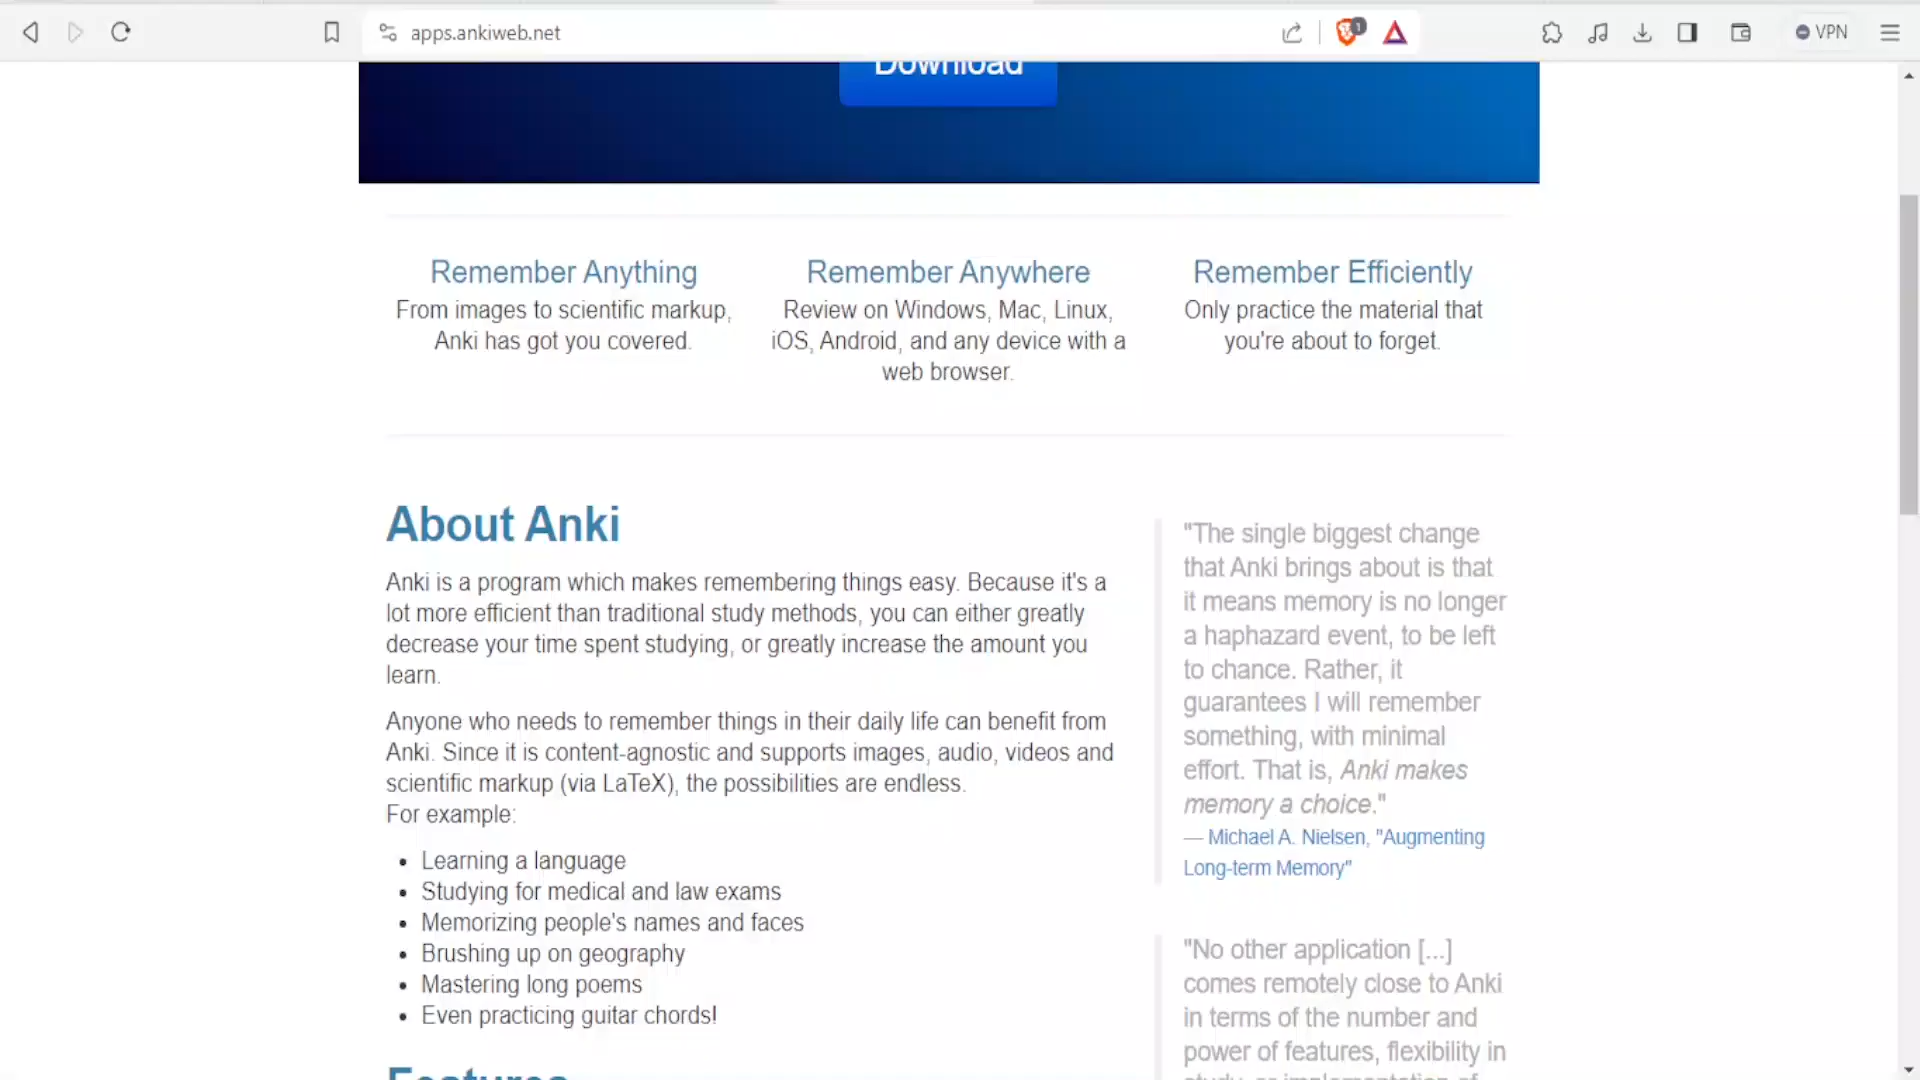 apps.ankiweb.net
1
VPN
Download
Remember Anything
From images to scientific markup,
Anki has got you covered.
Remember Anywhere
Review on Windows, Mac, Linux,
iOS, Android, and any device with a
web browser.
Remember Efficiently
Only practice the material that
you're about to forget.
About Anki
Anki is a program which makes remembering things easy. Because it's a
lot more efficient than traditional study methods, you can either greatly
decrease your time spent studying, or greatly increase the amount you
learn.
Anyone who needs to remember things in their daily life can benefit from
Anki. Since it is content-agnostic and supports images, audio, videos and
scientific markup (via LaTeX), the possibilities are endless.
For example:
• Learning a language
• Studying for medical and law exams
• Memorizing people's names and faces
• Brushing up on geography
• Mastering long poems
• Even practicing guitar chords!
Features
"The single biggest change
that Anki brings about is that
it means memory is no longer
a haphazard event, to be left
to chance. Rather, it
guarantees I will remember
something, with minimal
effort. That is, Anki makes
memory a choice."
— Michael A. Nielsen, "Augmenting
Long-term Memory"
"No other application [...]
comes remotely close to Anki
in terms of the number and
power of features, flexibility in